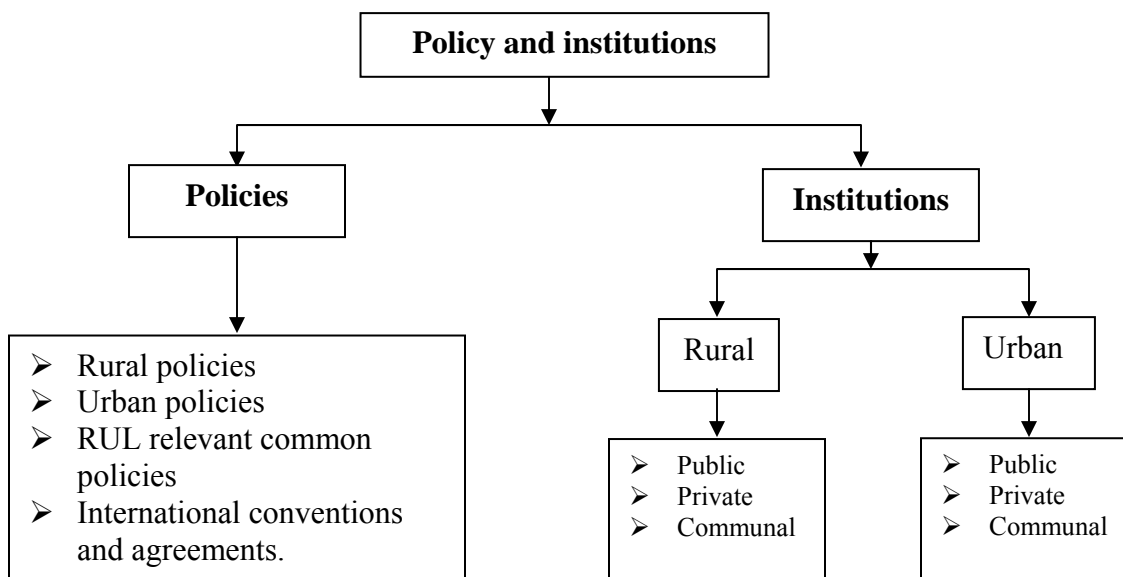 Policy and institutions
Policies
Institutions
Rural
Urban
➢ Rural policies
➢ Urban policies
➢ RUL relevant common
policies
➢ International conventions
and agreements.
➢ Public
➢ Private
➢ Communal
➢ Public
➢ Private
➢ Communal